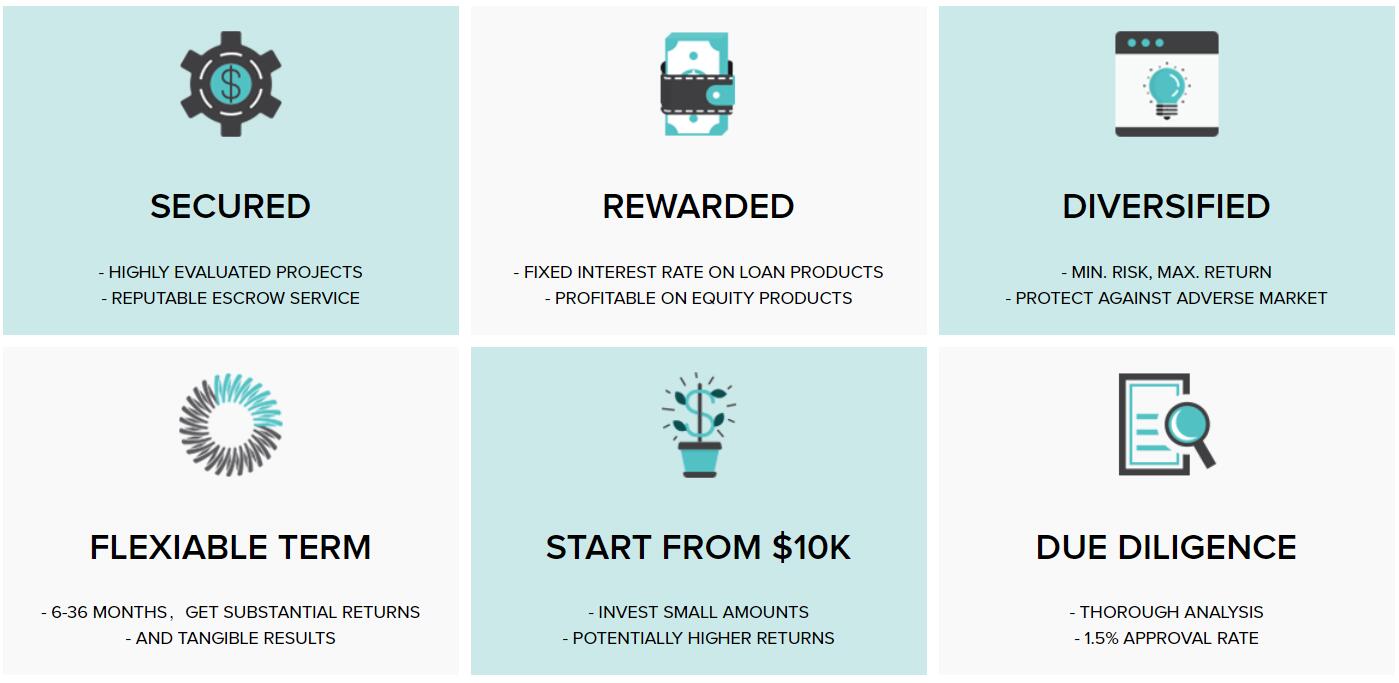 SECURED
- HIGHLY EVALUATED PROJECTS
- REPUTABLE ESCROW SERVICE
REWARDED
- FIXED INTEREST RATE ON LOAN PRODUCTS
- PROFITABLE ON EQUITY PRODUCTS
DIVERSIFIED
- MIN. RISK, MAX. RETURN
- PROTECT AGAINST ADVERSE MARKET
FLEXIABLE TERM
- 6-36 MONTHS，GET SUBSTANTIAL RETURNS
- AND TANGIBLE RESULTS
START FROM $10K
- INVEST SMALL AMOUNTS
- POTENTIALLY HIGHER RETURNS
DUE DILIGENCE
- THOROUGH ANALYSIS
- 1.5% APPROVAL RATE